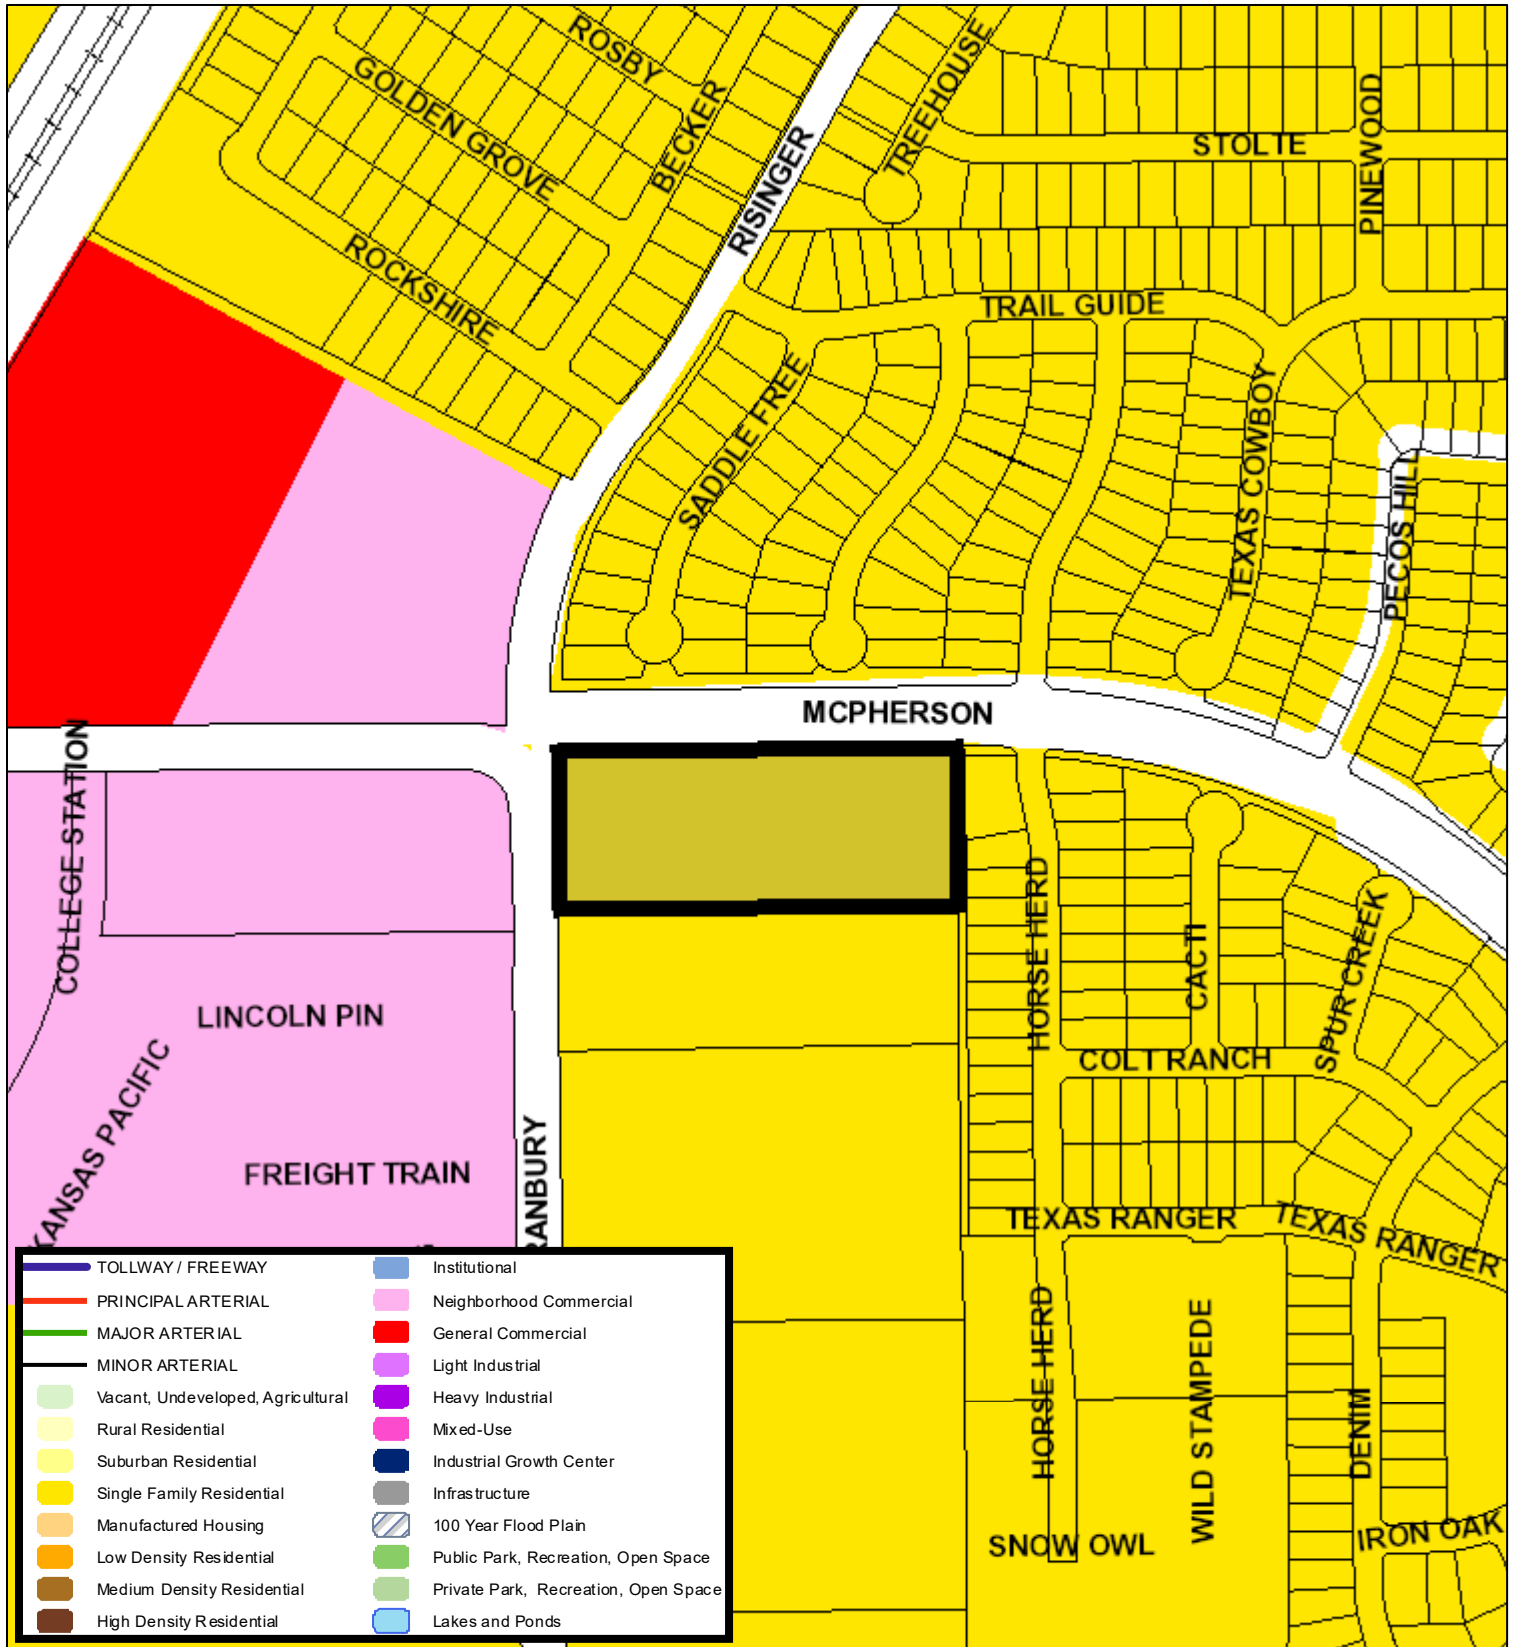 ROSBY
GOLDEN GROVE
BECKER
TREEHOUSE
STOLTE
PINEWOOD
RISINGER
ROCKSHIRE
TRAIL GUIDE
SADDLE FREE
TEXAS COWBOY
PECOS HILL
MCPHERSON
COLLEGE STATION
HORSE HERD
CACTI
SPUR CREEK
LINCOLN PIN
COLT RANCH
KANSAS PACIFIC
FREIGHT TRAIN
RANBURY
TEXAS RANGER
TEXAS RANGER
HORSE HERD
WILD STAMPEDE
DENIM
SNOW OWL
IRON OAK
TOLLWAY / FREEWAY
PRINCIPAL ARTERIAL
MAJOR ARTERIAL
MINOR ARTERIAL
Vacant, Undeveloped, Agricultural
Rural Residential
Suburban Residential
Single Family Residential
Manufactured Housing
Low Density Residential
Medium Density Residential
High Density Residential
Institutional
Neighborhood Commercial
General Commercial
Light Industrial
Heavy Industrial
Mixed-Use
Industrial Growth Center
Infrastructure
100 Year Flood Plain
Public Park, Recreation, Open Space
Private Park, Recreation, Open Space
Lakes and Ponds